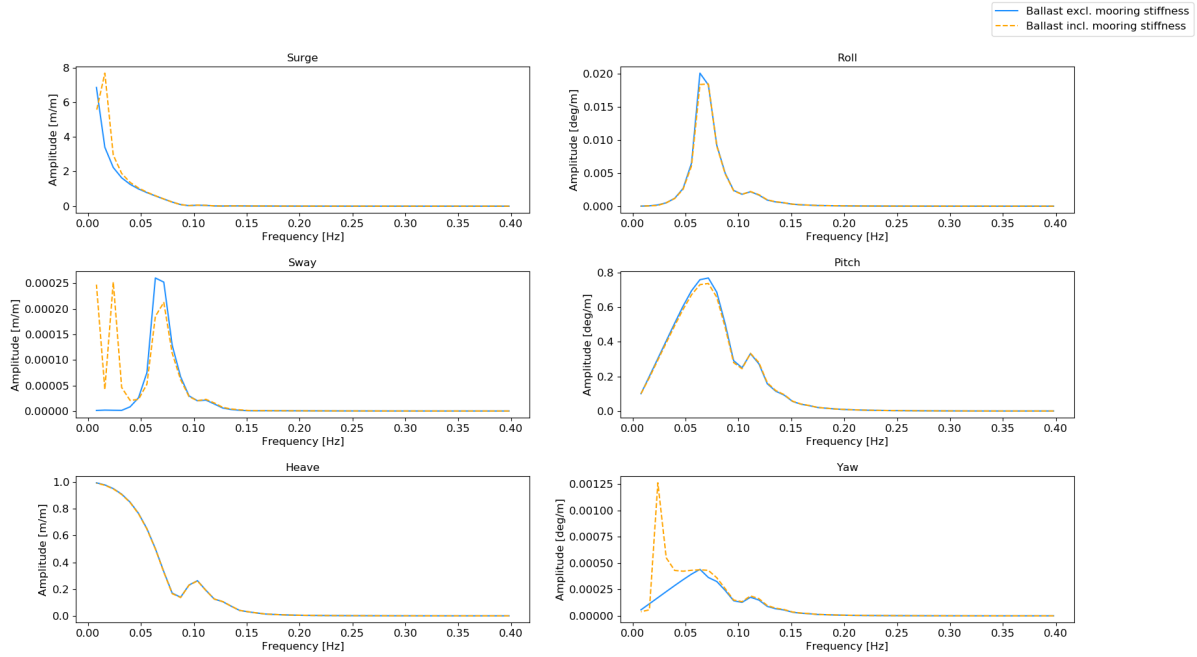 Ballast excl. mooring stiffness
Ballast incl. mooring stiffness
Surge
Amplitude [m/m]
8
6
4
2
0
0.00 0.05 0.10 0.15 0.20 0.25 0.30 0.35 0.40
Frequency [Hz]
Roll
Amplitude [deg/m]
0.020
0.015
0.010
0.005
0.000
0.00 0.05 0.10 0.15 0.20 0.25 0.30 0.35 0.40
Frequency [Hz]
Sway
Amplitude [m/m]
0.00025
0.00020
0.00015
0.00010
0.00005
0.00000
0.00 0.05 0.10 0.15 0.20 0.25 0.30 0.35 0.40
Frequency [Hz]
Pitch
Amplitude [deg/m]
0.8
0.6
0.4
0.2
0.0
0.00 0.05 0.10 0.15 0.20 0.25 0.30 0.35 0.40
Frequency [Hz]
Heave
Amplitude [m/m]
1.0
0.8
0.6
0.4
0.2
0.0
0.00 0.05 0.10 0.15 0.20 0.25 0.30 0.35 0.40
Frequency [Hz]
Yaw
Amplitude [deg/m]
0.00125
0.00100
0.00075
0.00050
0.00025
0.00000
0.00 0.05 0.10 0.15 0.20 0.25 0.30 0.35 0.40
Frequency [Hz]